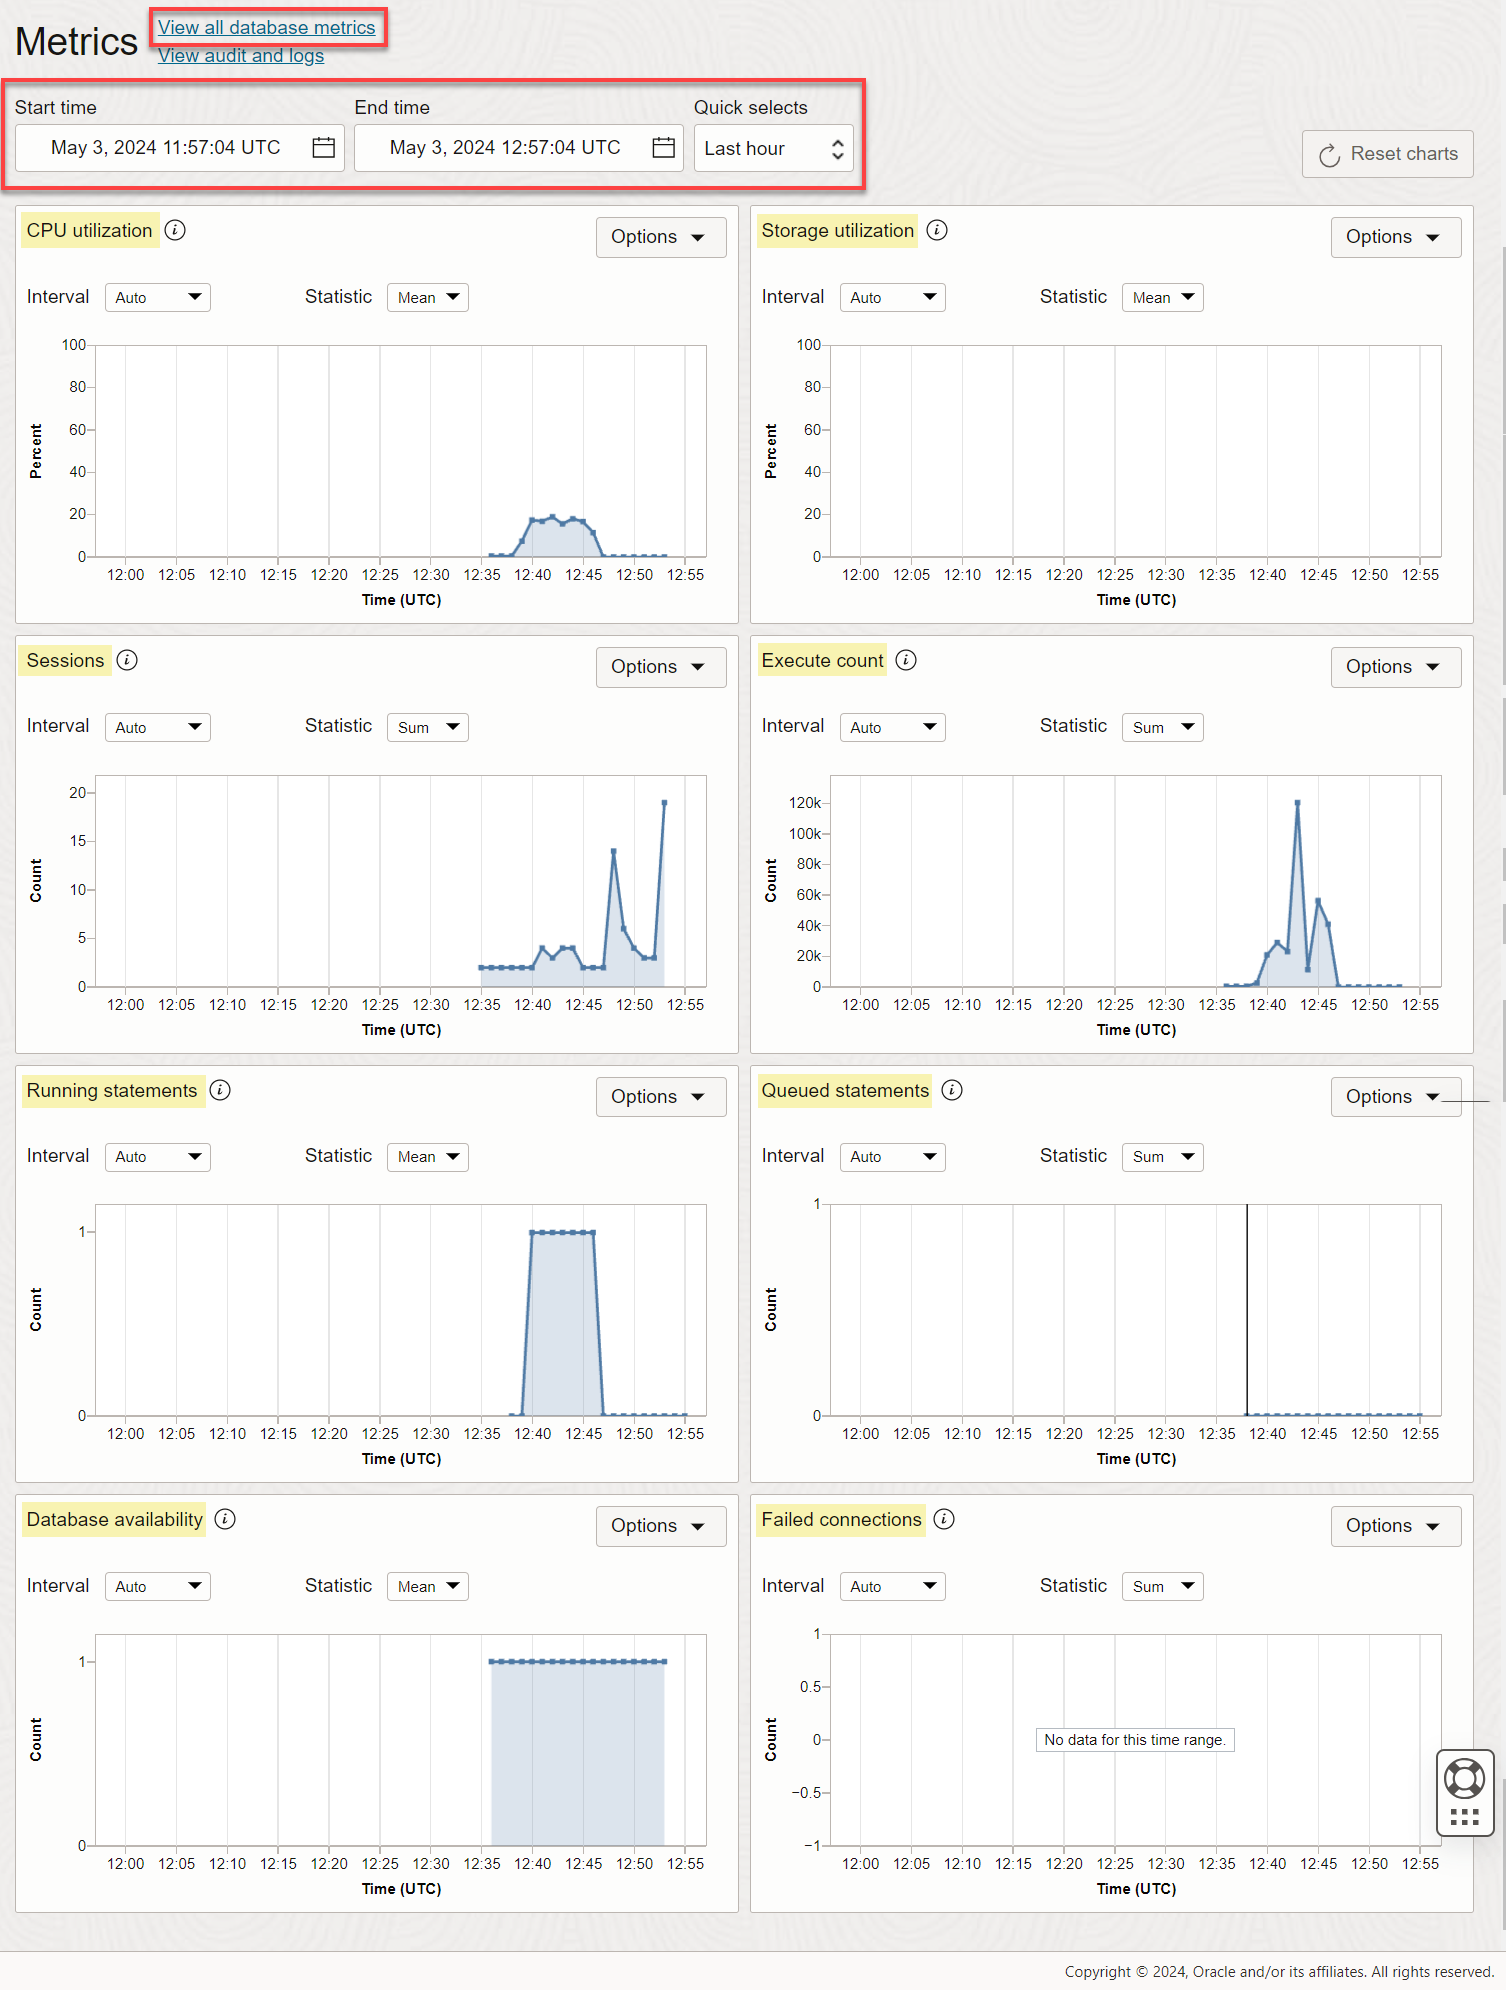 Metrics
View all database metrics
View audit and logs
Start time End time Quick selects
May 3, 2024 11:57:04 UTC May 3, 2024 12:57:04 UTC Last hour Reset charts
CPU utilization i Options
Interval Auto Statistic Mean
100
80
60
40
20
0
Percent
12:00 12:05 12:10 12:15 12:20 12:25 12:30 12:35 12:40 12:45 12:50 12:55
Time (UTC)
Storage utilization i Options
Interval Auto Statistic Mean
100
80
60
40
20
0
Percent
12:00 12:05 12:10 12:15 12:20 12:25 12:30 12:35 12:40 12:45 12:50 12:55
Time (UTC)
Sessions i Options
Interval Auto Statistic Sum
20
15
10
5
0
Count
12:00 12:05 12:10 12:15 12:20 12:25 12:30 12:35 12:40 12:45 12:50 12:55
Time (UTC)
Execute count i Options
Interval Auto Statistic Sum
120k
100k
80k
60k
40k
20k
0
Count
12:00 12:05 12:10 12:15 12:20 12:25 12:30 12:35 12:40 12:45 12:50 12:55
Time (UTC)
Running statements i Options
Interval Auto Statistic Mean
1
0
Count
12:00 12:05 12:10 12:15 12:20 12:25 12:30 12:35 12:40 12:45 12:50 12:55
Time (UTC)
Queued statements i Options
Interval Auto Statistic Sum
1
0
Count
12:00 12:05 12:10 12:15 12:20 12:25 12:30 12:35 12:40 12:45 12:50 12:55
Time (UTC)
Database availability i Options
Interval Auto Statistic Mean
1
0
Count
12:00 12:05 12:10 12:15 12:20 12:25 12:30 12:35 12:40 12:45 12:50 12:55
Time (UTC)
Failed connections i Options
Interval Auto Statistic Sum
1
0.5
0
−0.5
−1
Count
No data for this time range.
12:00 12:05 12:10 12:15 12:20 12:25 12:30 12:35 12:40 12:45 12:50 12:55
Time (UTC)
Copyright © 2024, Oracle and/or its affiliates. All rights reserved.